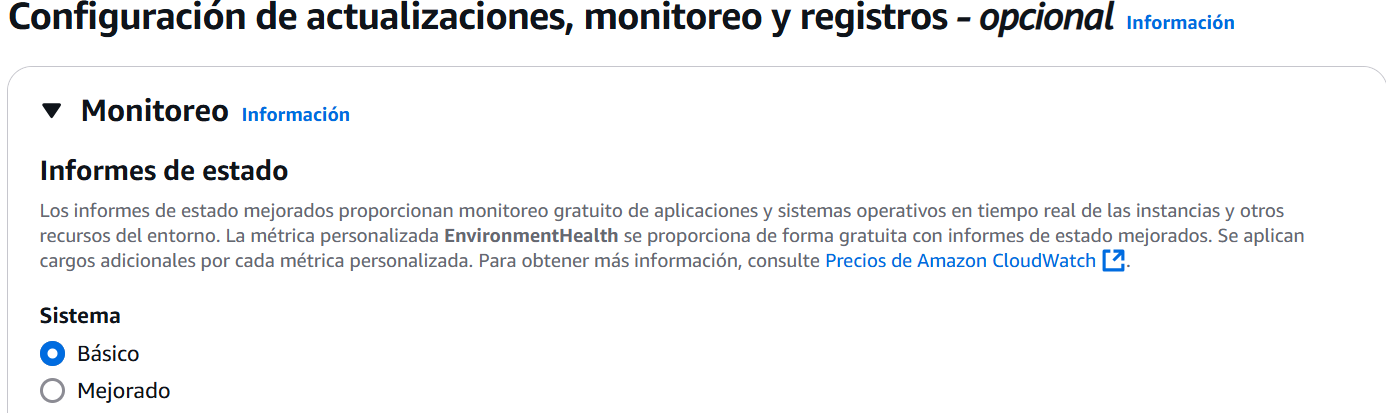 Configuración de actualizaciones, monitoreo y registros - opcional Información
Monitoreo Información
Informes de estado
Los informes de estado mejorados proporcionan monitoreo gratuito de aplicaciones y sistemas operativos en tiempo real de las instancias y otros
recursos del entorno. La métrica personalizada EnvironmentHealth se proporciona de forma gratuita con informes de estado mejorados. Se aplican
cargos adicionales por cada métrica personalizada. Para obtener más información, consulte Precios de Amazon CloudWatch.
Sistema
Básico
Mejorado